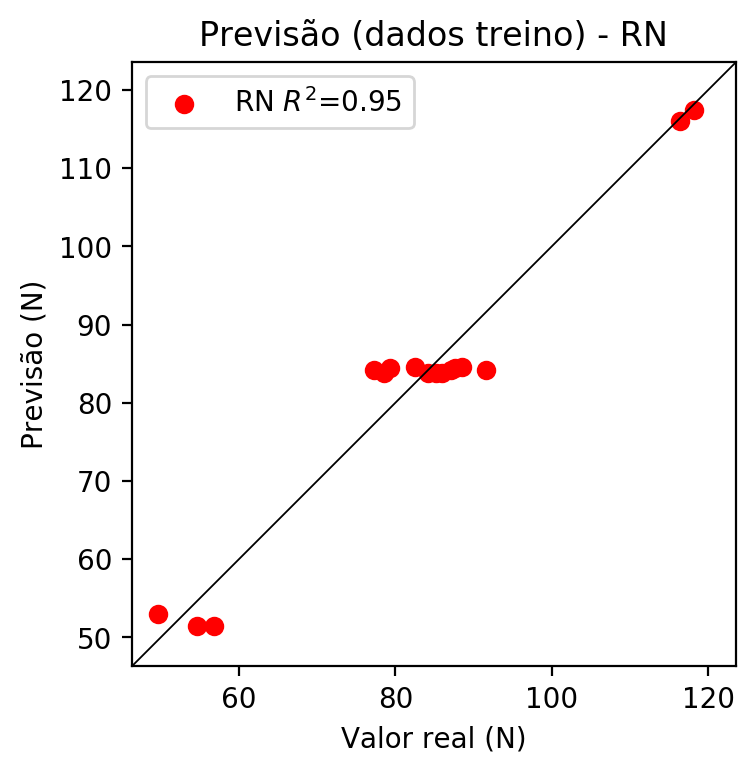 Previsão (dados treino) - RN
RN R²=0.95
120
110
100
90
80
70
60
50
Previsão (N)
60 80 100 120
Valor real (N)